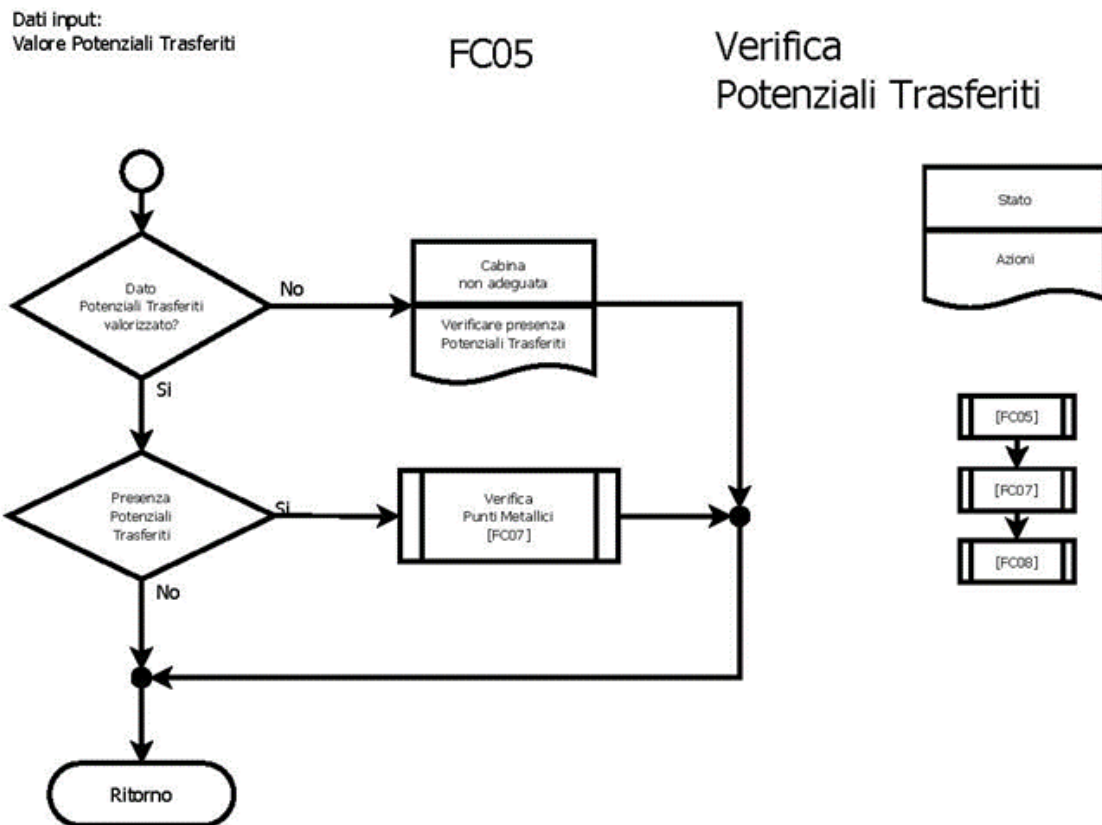 Dati input:
Valore Potenziali Trasferiti
FC05
Verifica
Potenziali Trasferiti
Stato
Azioni
Dato
Potenziali Trasferiti
valorizzato?
No
Cabina
non adeguata
Verificare presenza
Potenziali Trasferiti
Si
[FC05]
[FC07]
[FC08]
Presenza
Potenziali
Trasferiti
Si
Verifica
Punti Metallici
[FC07]
No
Ritorno